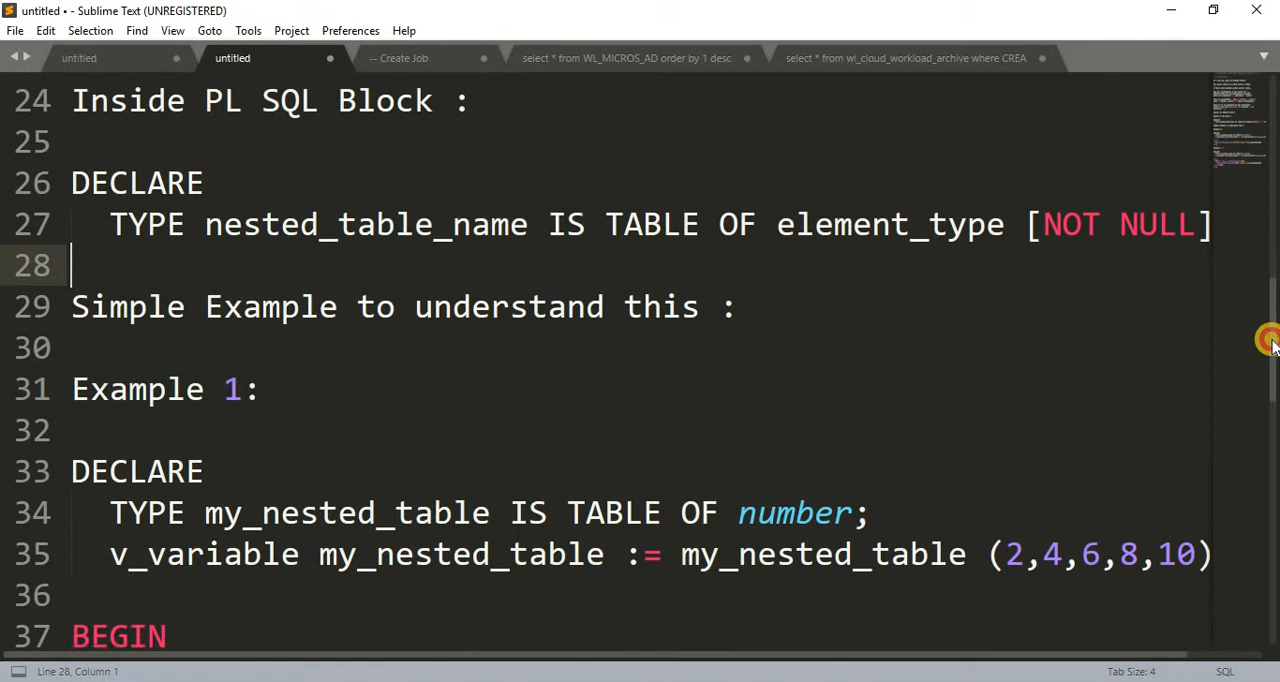 untitled • - Sublime Text (UNREGISTERED)
File Edit Selection View Goto Tools Project Preferences Help
untitled untitled -- Create Job select * from WL_MICROS_AD order by 1 desc select * from wl_cloud_workload_archive where CREA
24 Inside PL SQL Block :
25
26 DECLARE
27 TYPE nested_table_name IS TABLE OF element_type [NOT NULL]
28
29 Simple Example to understand this :
30
31 Example 1:
32
33 DECLARE
34 TYPE my_nested_table IS TABLE OF number;
35 v_variable my_nested_table := my_nested_table (2,4,6,8,10)
36
37 BEGIN
Line 28, Column 1 Tab Size: 4 SQL